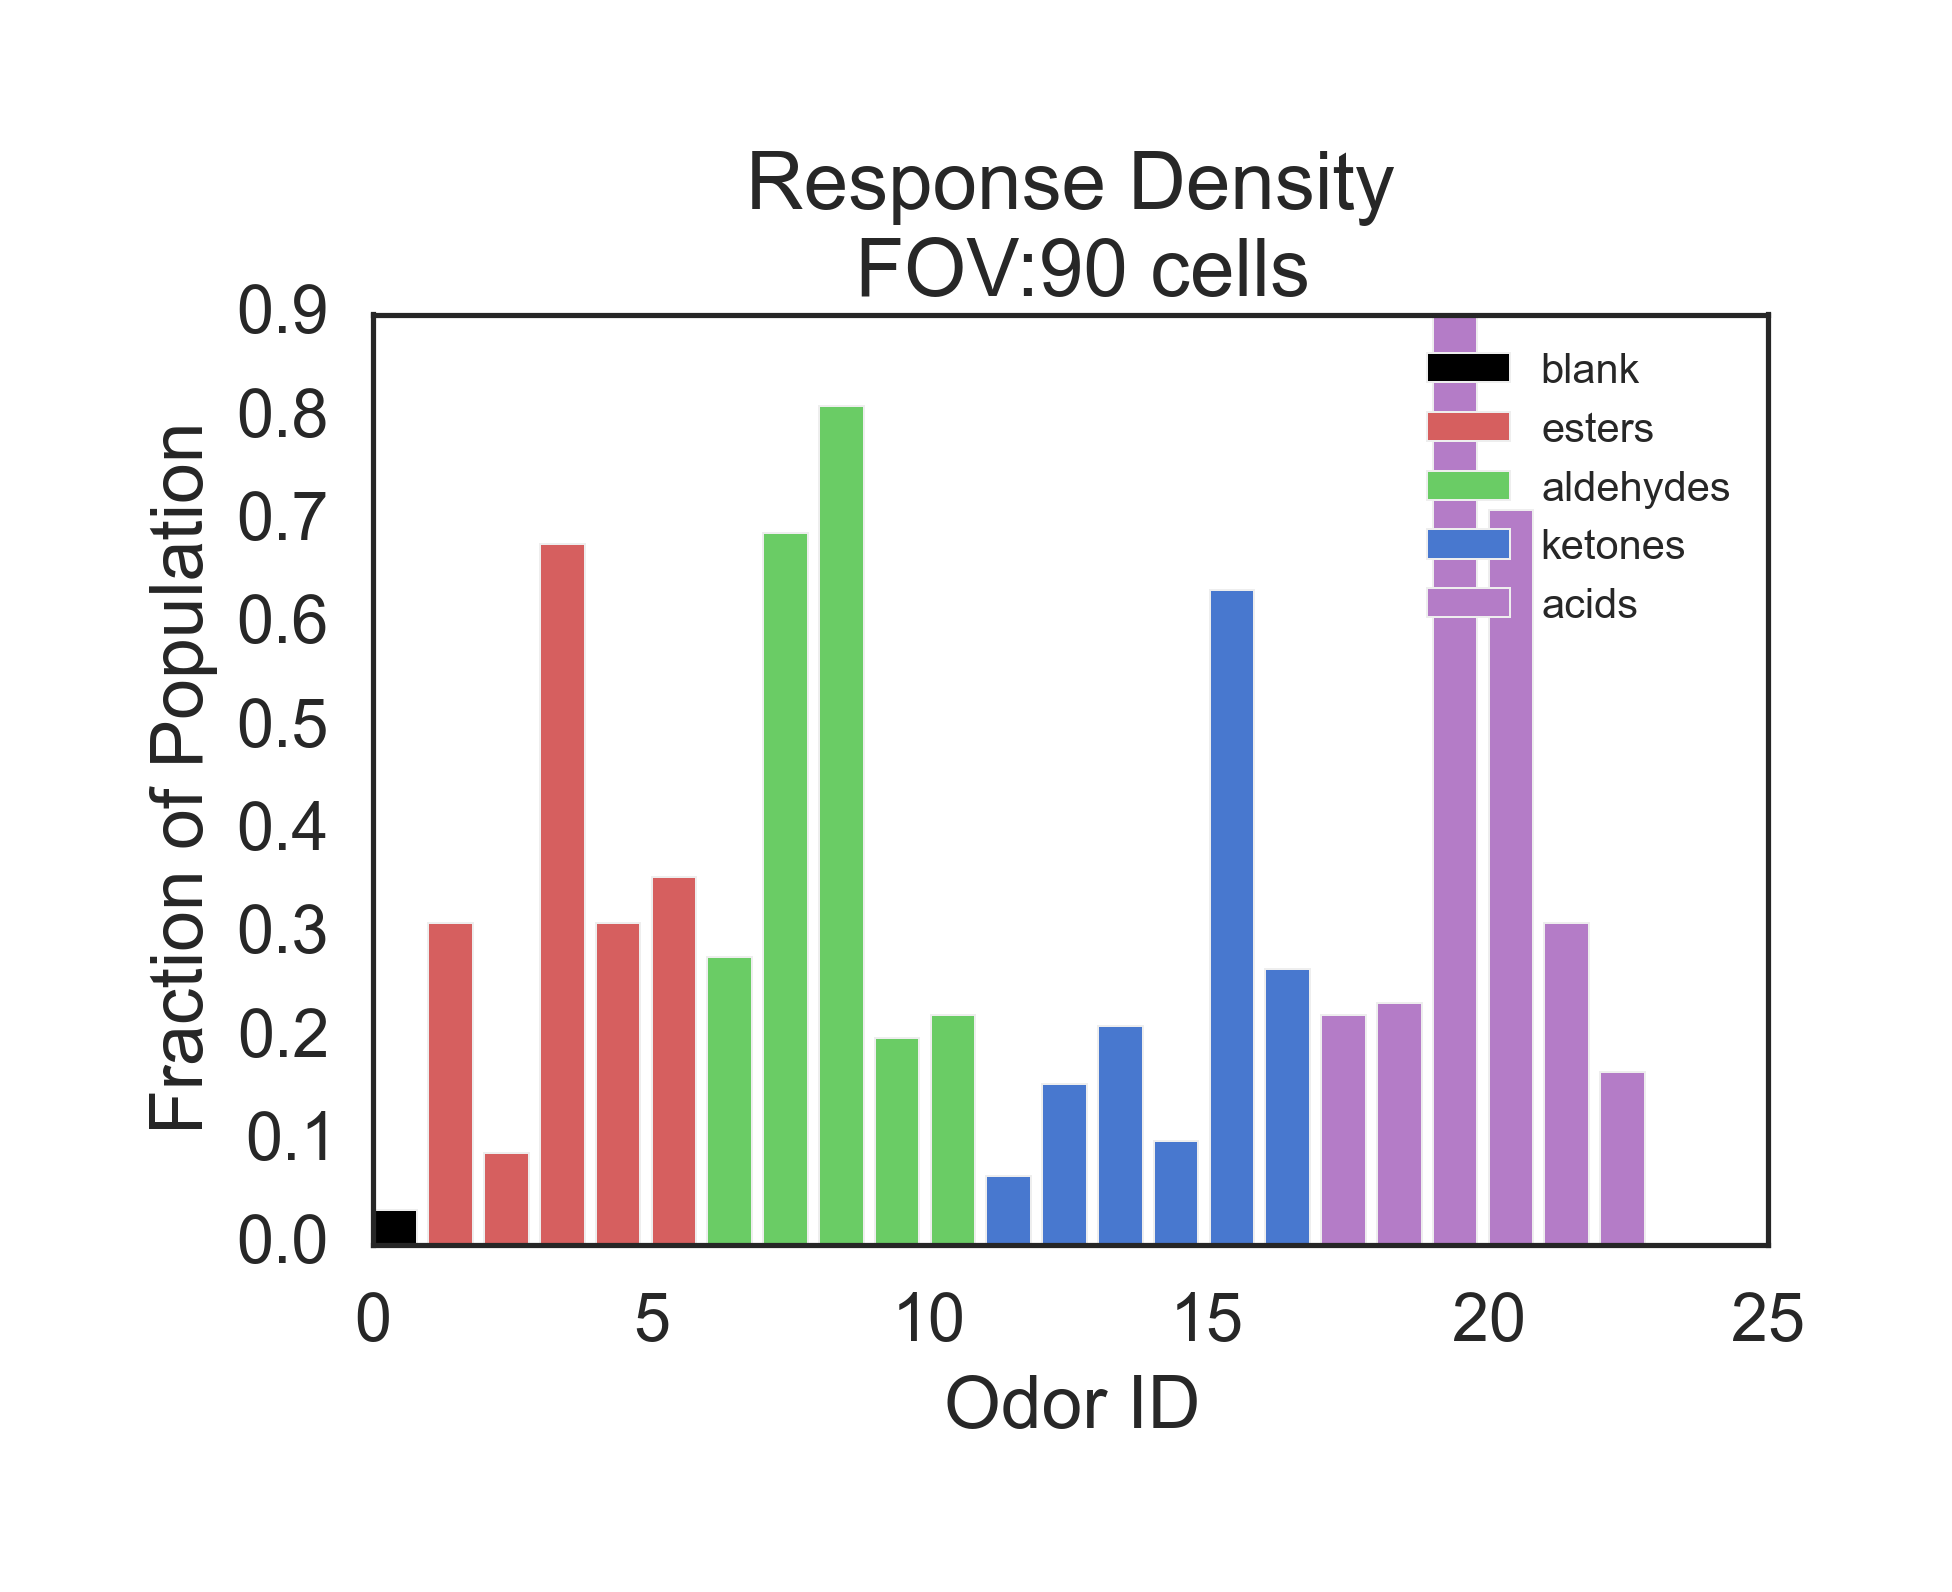 Response Density
FOV:90 cells
0.9
0.8
0.7
0.6
0.5
0.4
0.3
0.2
0.1
0.0
Fraction of Population
blank
esters
aldehydes
ketones
acids
0 5 10 15 20 25
Odor ID